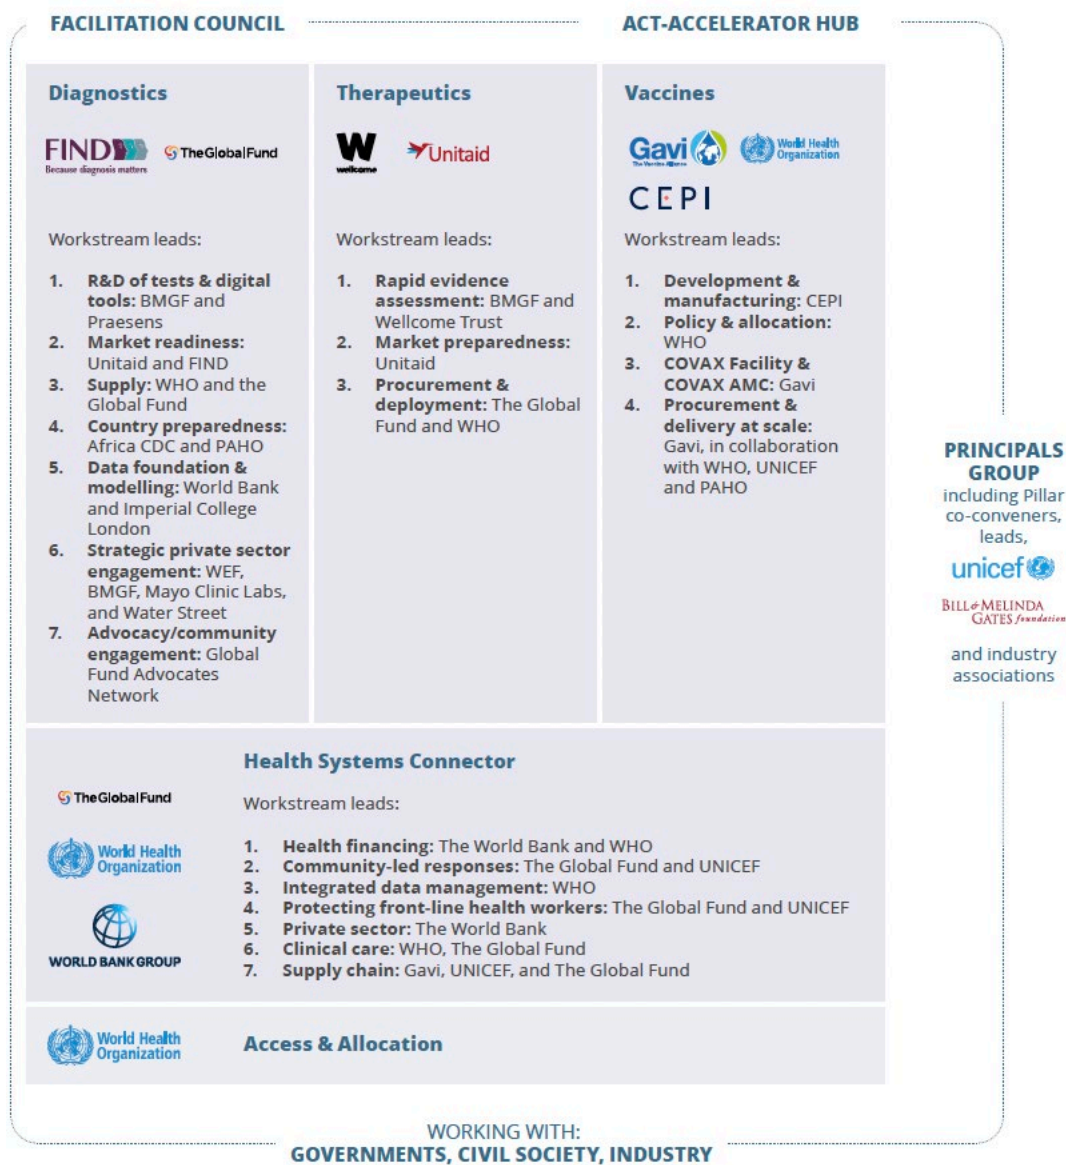 FACILITATION COUNCIL
ACT-ACCELERATOR HUB
Diagnostics
FIND
Because diagnosis matters
TheGlobalFund
Workstream leads:
1. R&D of tests & digital
tools: BMGF and
Praesens
2. Market readiness:
Unitaid and FIND
3. Supply: WHO and the
Global Fund
4. Country preparedness:
Africa CDC and PAHO
5. Data foundation &
modelling: World Bank
and Imperial College
London
6. Strategic private sector
engagement: WEF,
BMGF, Mayo Clinic Labs,
and Water Street
7. Advocacy/community
engagement: Global
Fund Advocates
Network
Therapeutics
W
wellcome
Unitaid
Workstream leads:
1. Rapid evidence
assessment: BMGF and
Wellcome Trust
2. Market preparedness:
Unitaid
3. Procurement &
deployment: The Global
Fund and WHO
Vaccines
Gavi
The Vaccine Alliance
World Health
Organization
CEPI
Workstream leads:
1. Development &
manufacturing: CEPI
2. Policy & allocation:
WHO
3. COVAX Facility &
COVAX AMC: Gavi
4. Procurement &
delivery at scale:
Gavi, in collaboration
with WHO, UNICEF
and PAHO
PRINCIPALS
GROUP
including Pillar
co-conveners,
leads,
unicef
BILL & MELINDA
GATES foundation
and industry
associations
Health Systems Connector
TheGlobalFund
World Health
Organization
WORLD BANK GROUP
Workstream leads:
1. Health financing: The World Bank and WHO
2. Community-led responses: The Global Fund and UNICEF
3. Integrated data management: WHO
4. Protecting front-line health workers: The Global Fund and UNICEF
5. Private sector: The World Bank
6. Clinical care: WHO, The Global Fund
7. Supply chain: Gavi, UNICEF, and The Global Fund
World Health
Organization
Access & Allocation
WORKING WITH:
GOVERNMENTS, CIVIL SOCIETY, INDUSTRY